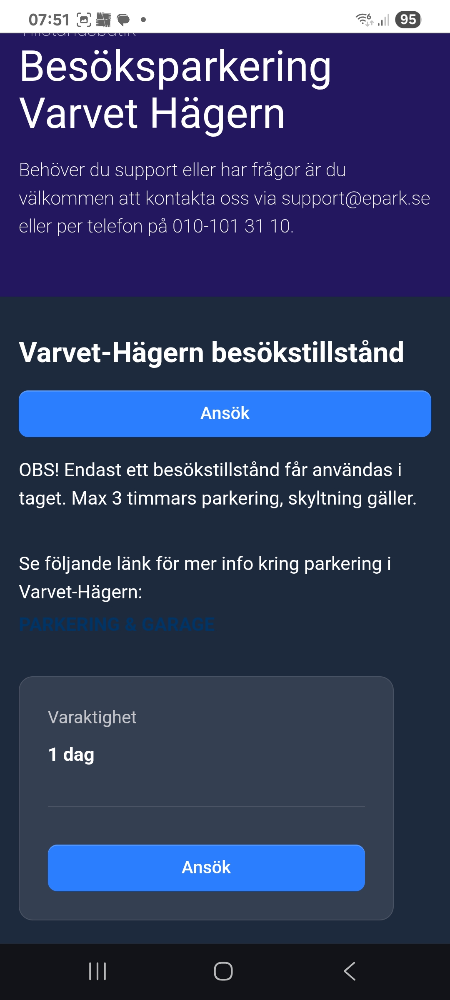 07:51
6
95
Besöksparkering
Varvet Hägern
Behöver du support eller har frågor är du
välkommen att kontakta oss via support@epark.se
eller per telefon på 010-101 31 10.
Varvet-Hägern besökstillstånd
Ansök
OBS! Endast ett besökstillstånd får användas i
taget. Max 3 timmars parkering, skyltning gäller.
Se följande länk för mer info kring parkering i
Varvet-Hägern:
PARKERING & GARAGE
Varaktighet
1 dag
Ansök